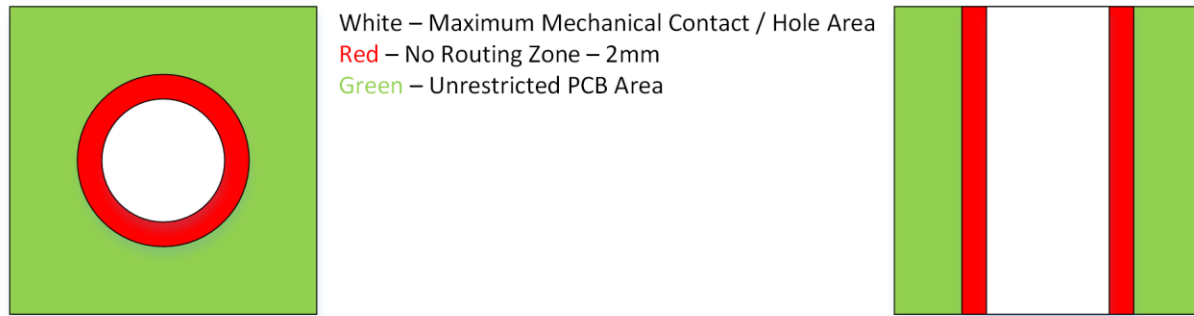 White – Maximum Mechanical Contact / Hole Area
Red – No Routing Zone – 2mm
Green – Unrestricted PCB Area